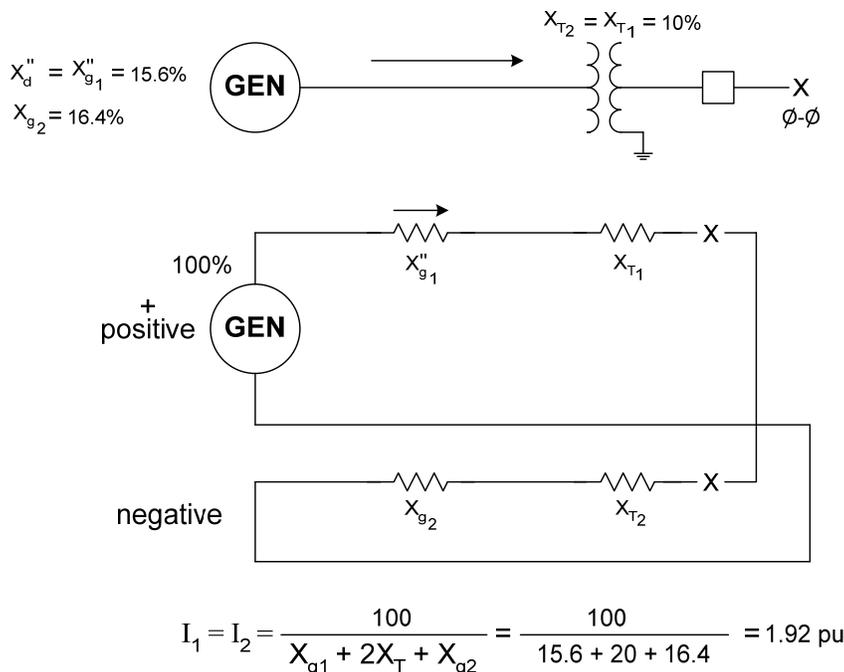 X_T2 = X_T1 = 10%
X''_d = X''_g1 = 15.6%
X_g2 = 16.4%
GEN
X
Ø-Ø
100%
X''_g1
X_T1
X
+
positive
GEN
negative
X_g2
X_T2
X
I_1 = I_2 = 100 / (X_g1 + 2X_T + X_g2) = 100 / (15.6 + 20 + 16.4) = 1.92 pu